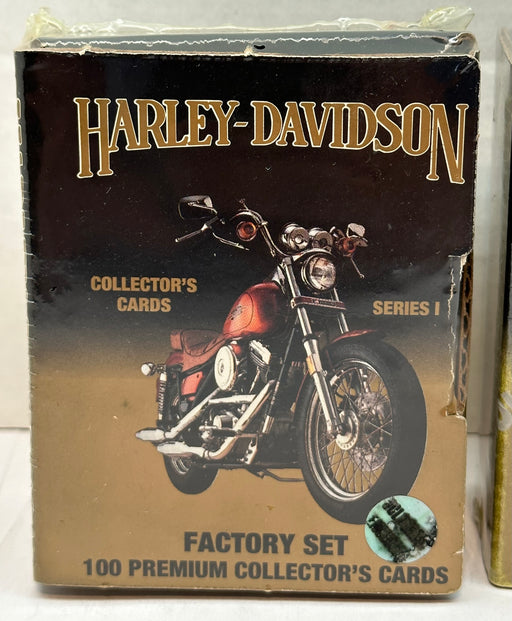 HARLEY-DAVIDSON
COLLECTOR'S
CARDS
SERIES I
FACTORY SET
100 PREMIUM COLLECTOR'S CARDS